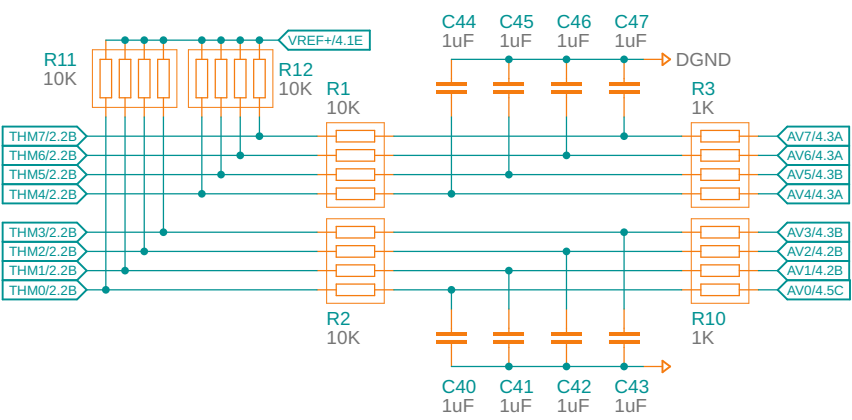 C44 C45 C46 C47
1uF 1uF 1uF 1uF
VREF+/4.1E
R11
10K
R12
10K
DGND
R1
10K
R3
1K
THM7/2.2B
THM6/2.2B
THM5/2.2B
THM4/2.2B
AV7/4.3A
AV6/4.3A
AV5/4.3B
AV4/4.3A
THM3/2.2B
THM2/2.2B
THM1/2.2B
THM0/2.2B
AV3/4.3B
AV2/4.2B
AV1/4.2B
AV0/4.5C
R2
10K
R10
1K
C40 C41 C42 C43
1uF 1uF 1uF 1uF